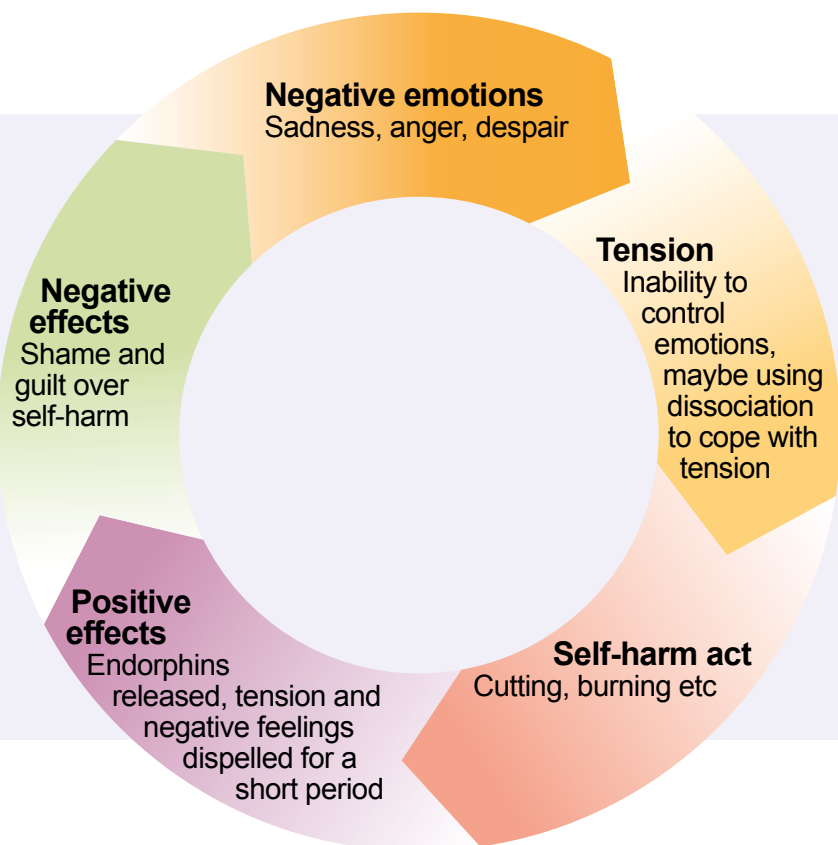 Negative emotions
Sadness, anger, despair
Tension
Inability to
control
emotions,
maybe using
dissociation
to cope with
tension
Self-harm act
Cutting, burning etc
Positive
effects
Endorphins
released, tension and
negative feelings
dispelled for a
short period
Negative
effects
Shame and
guilt over
self-harm